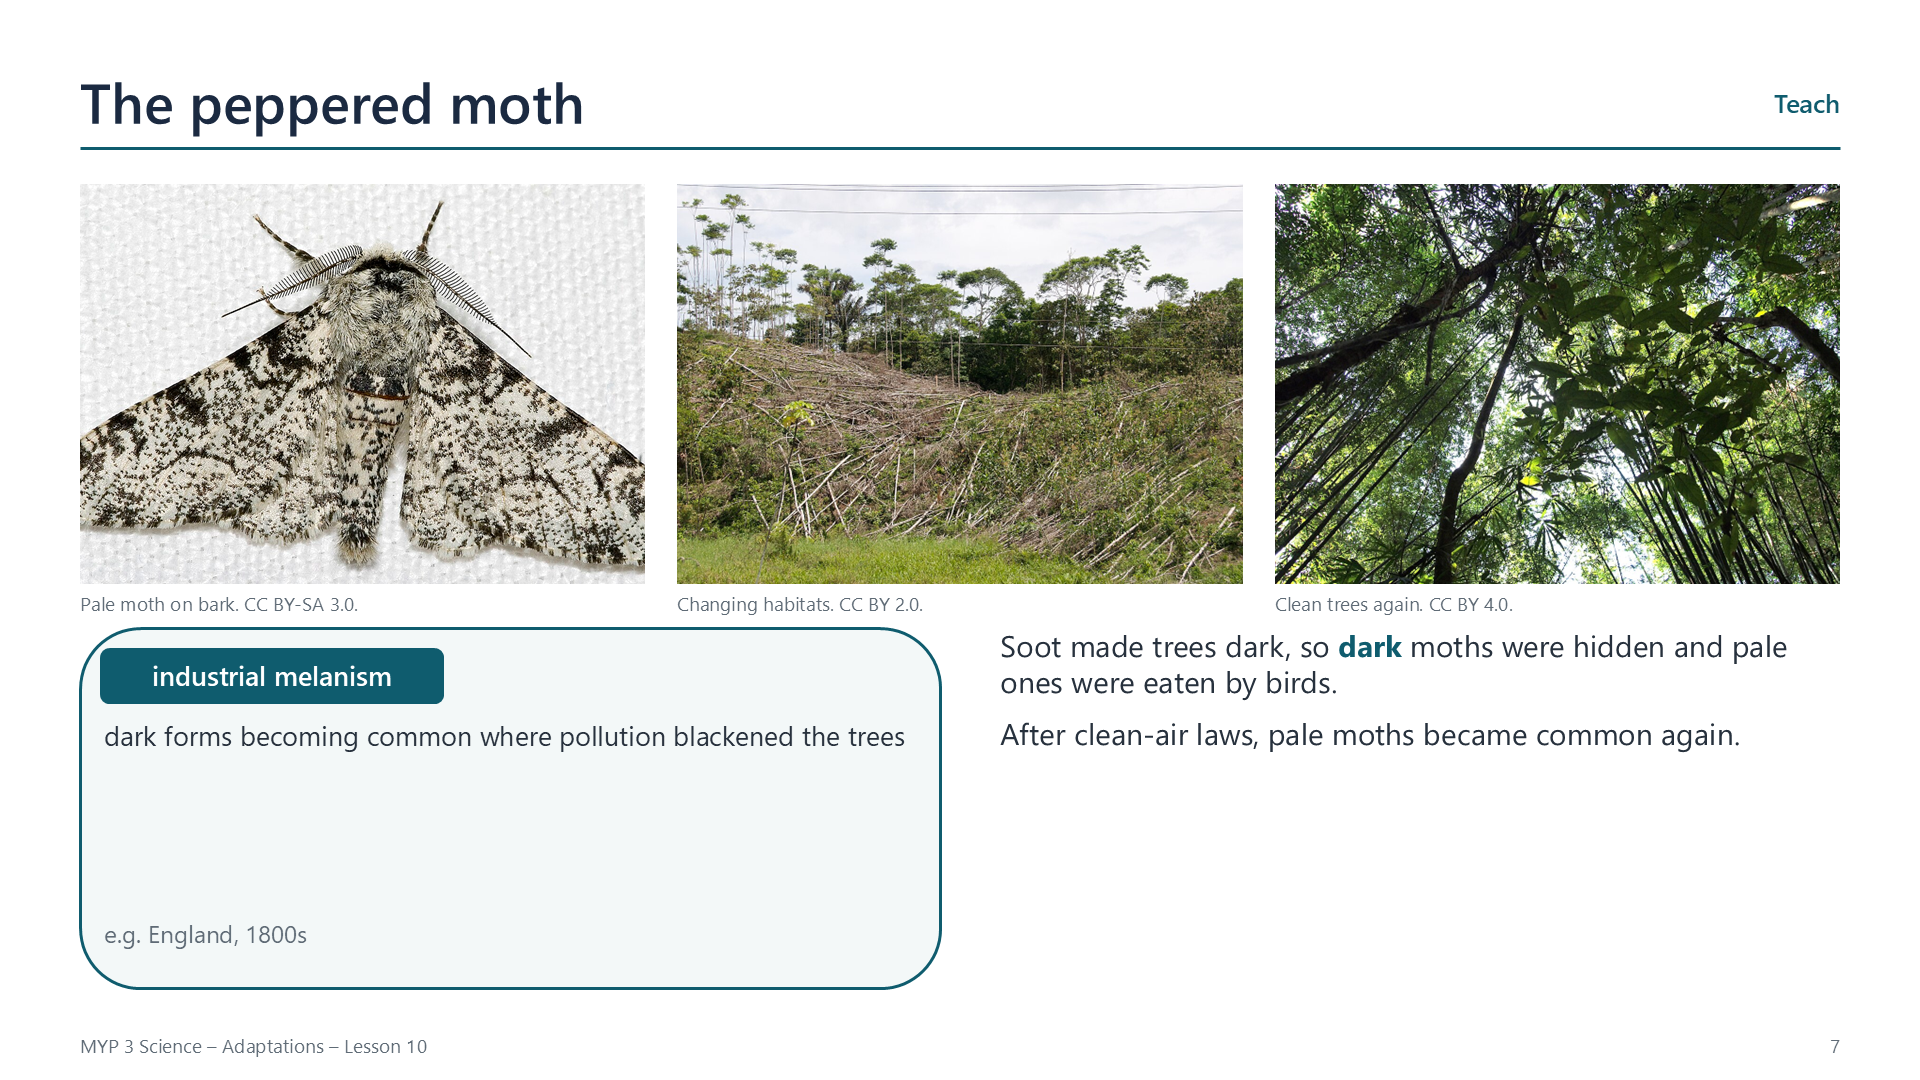 The peppered moth
Teach
Pale moth on bark. CC BY-SA 3.0.
Changing habitats. CC BY 2.0.
Clean trees again. CC BY 4.0.
industrial melanism
dark forms becoming common where pollution blackened the trees
e.g. England, 1800s
Soot made trees dark, so dark moths were hidden and pale
ones were eaten by birds.
After clean-air laws, pale moths became common again.
MYP 3 Science – Adaptations – Lesson 10
7